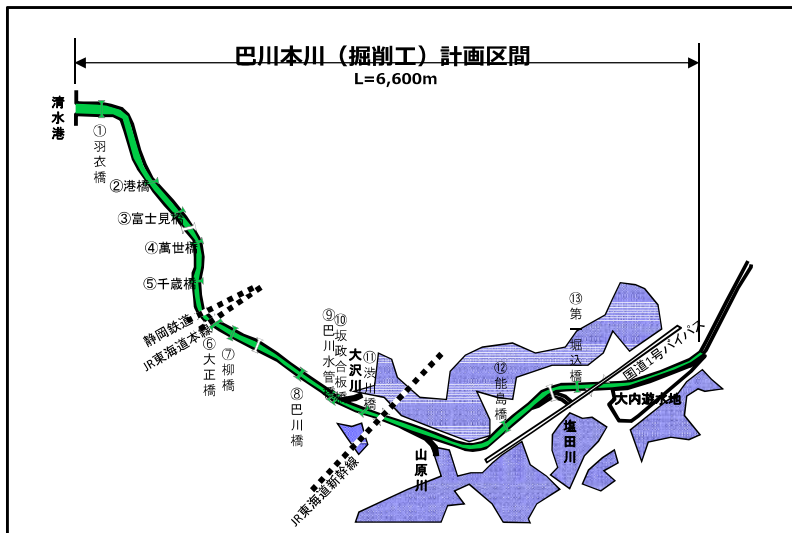 巴川本川（掘削工）計画区間
L=6,600m
清水港
①羽衣橋
②港橋
③富士見橋
④萬世橋
⑤千歳橋
静岡鉄道
JR東海道本線
⑥大正橋
⑦柳橋
⑧巴川橋
⑨巴川水管橋
⑩坂政合板橋
大沢川
⑪渋川橋
JR東海道新幹線
山原川
⑫能島橋
⑬第一堀込橋
塩田川
国道1号バイパス
大内遊水地